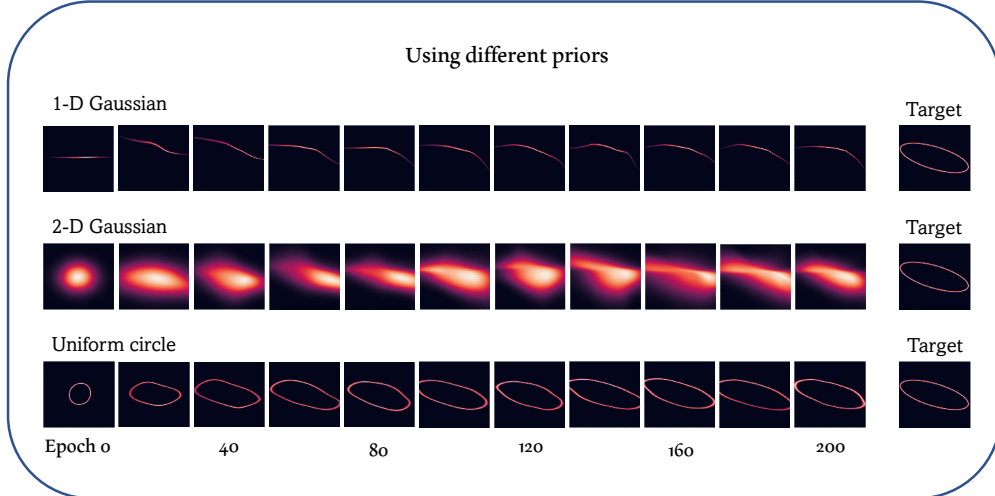 Using different priors
1-D Gaussian
Target
2-D Gaussian
Target
Uniform circle
Target
Epoch 0 40 80 120 160 200